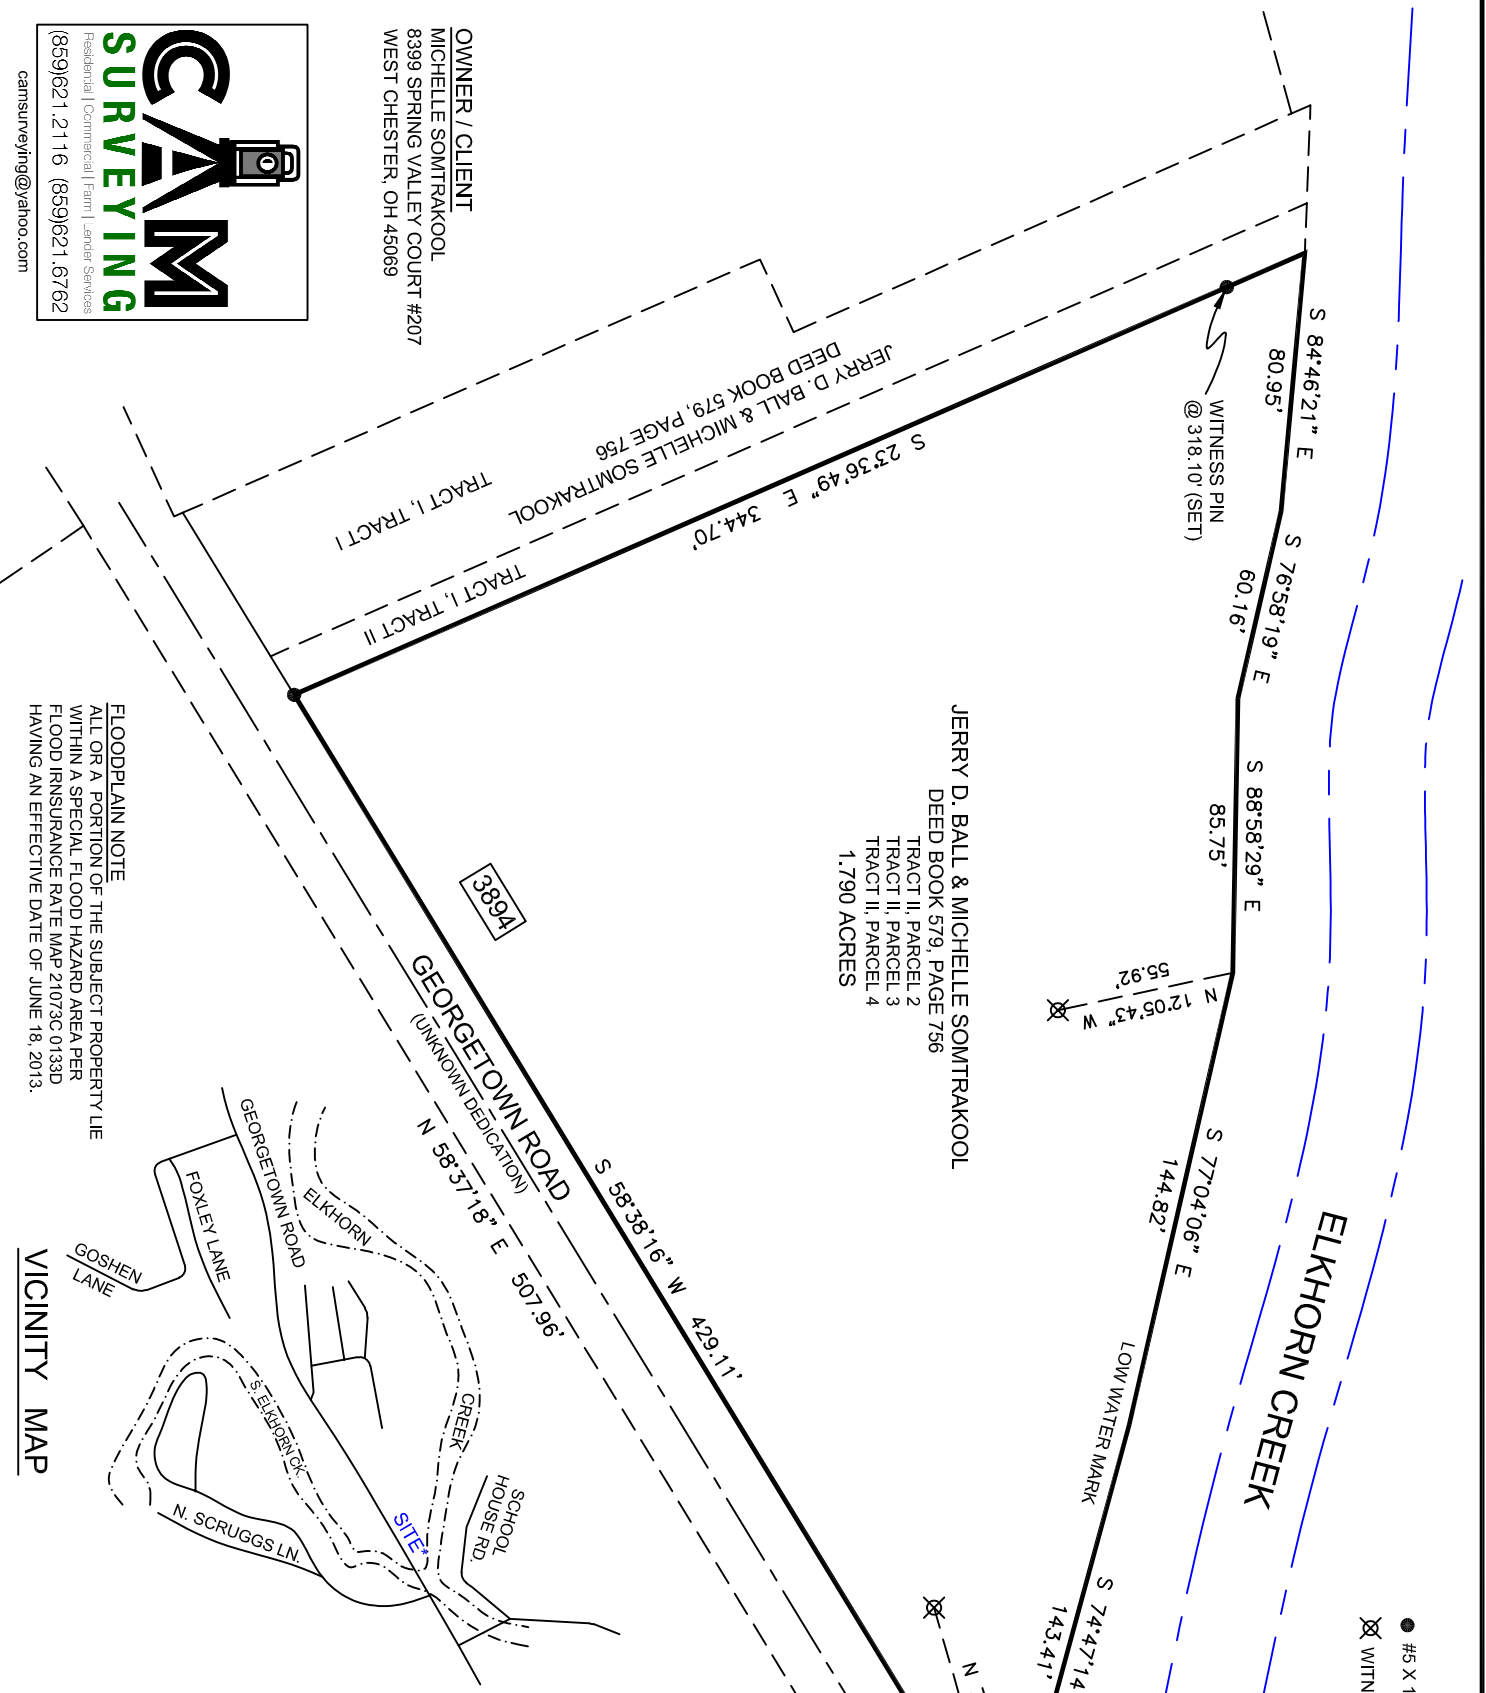 OWNER / CLIENT
MICHELLE SOMTRAKOOL
8399 SPRING VALLEY COURT #207
WEST CHESTER, OH 45069
CAM
SURVEYING
Residential | Commercial | Farm | Lender Services
(859)621.2116 (859)621.6762
camsurveying@yahoo.com
S 84°46'21" E
80.95'
WITNESS PIN
@ 318.10' (SET)
S 76°58'19" E
60.16'
S 88°58'29" E
85.75'
N 12°05'43" W
55.92'
S 77°04'06" E
144.82'
LOW WATER MARK
ELKHORN CREEK
S 74°47'14
143.41'
#5 X 1
WITN
N
JERRY D. BALL & MICHELLE SOMTRAKOOL
DEED BOOK 579, PAGE 756
TRACT I, TRACT I
TRACT I, TRACT II
S 23°36'49" E 344.70'
JERRY D. BALL & MICHELLE SOMTRAKOOL
DEED BOOK 579, PAGE 756
TRACT II, PARCEL 2
TRACT II, PARCEL 3
TRACT II, PARCEL 4
1.790 ACRES
3894
GEORGETOWN ROAD
(UNKNOWN DEDICATION)
S 58°38'16" W 429.11'
N 58°37'18" E 507.96'
FLOODPLAIN NOTE
ALL OR A PORTION OF THE SUBJECT PROPERTY LIE
WITHIN A SPECIAL FLOOD HAZARD AREA PER
FLOOD IRNSURANCE RATE MAP 21073C 0133D
HAVING AN EFFECTIVE DATE OF JUNE 18, 2013.
GEORGETOWN ROAD
ELKHORN
CREEK
FOXLEY LANE
GOSHEN
LANE
S. ELKHORN CK.
N. SCRUGGS LN.
SITE*
SCHOOL
HOUSE RD.
VICINITY MAP